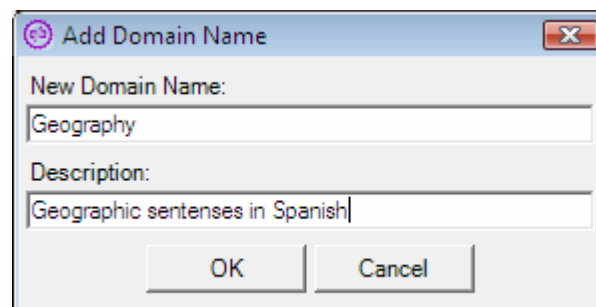 Add Domain Name
New Domain Name:
Geography
Description:
Geographic sentenses in Spanish
OK Cancel